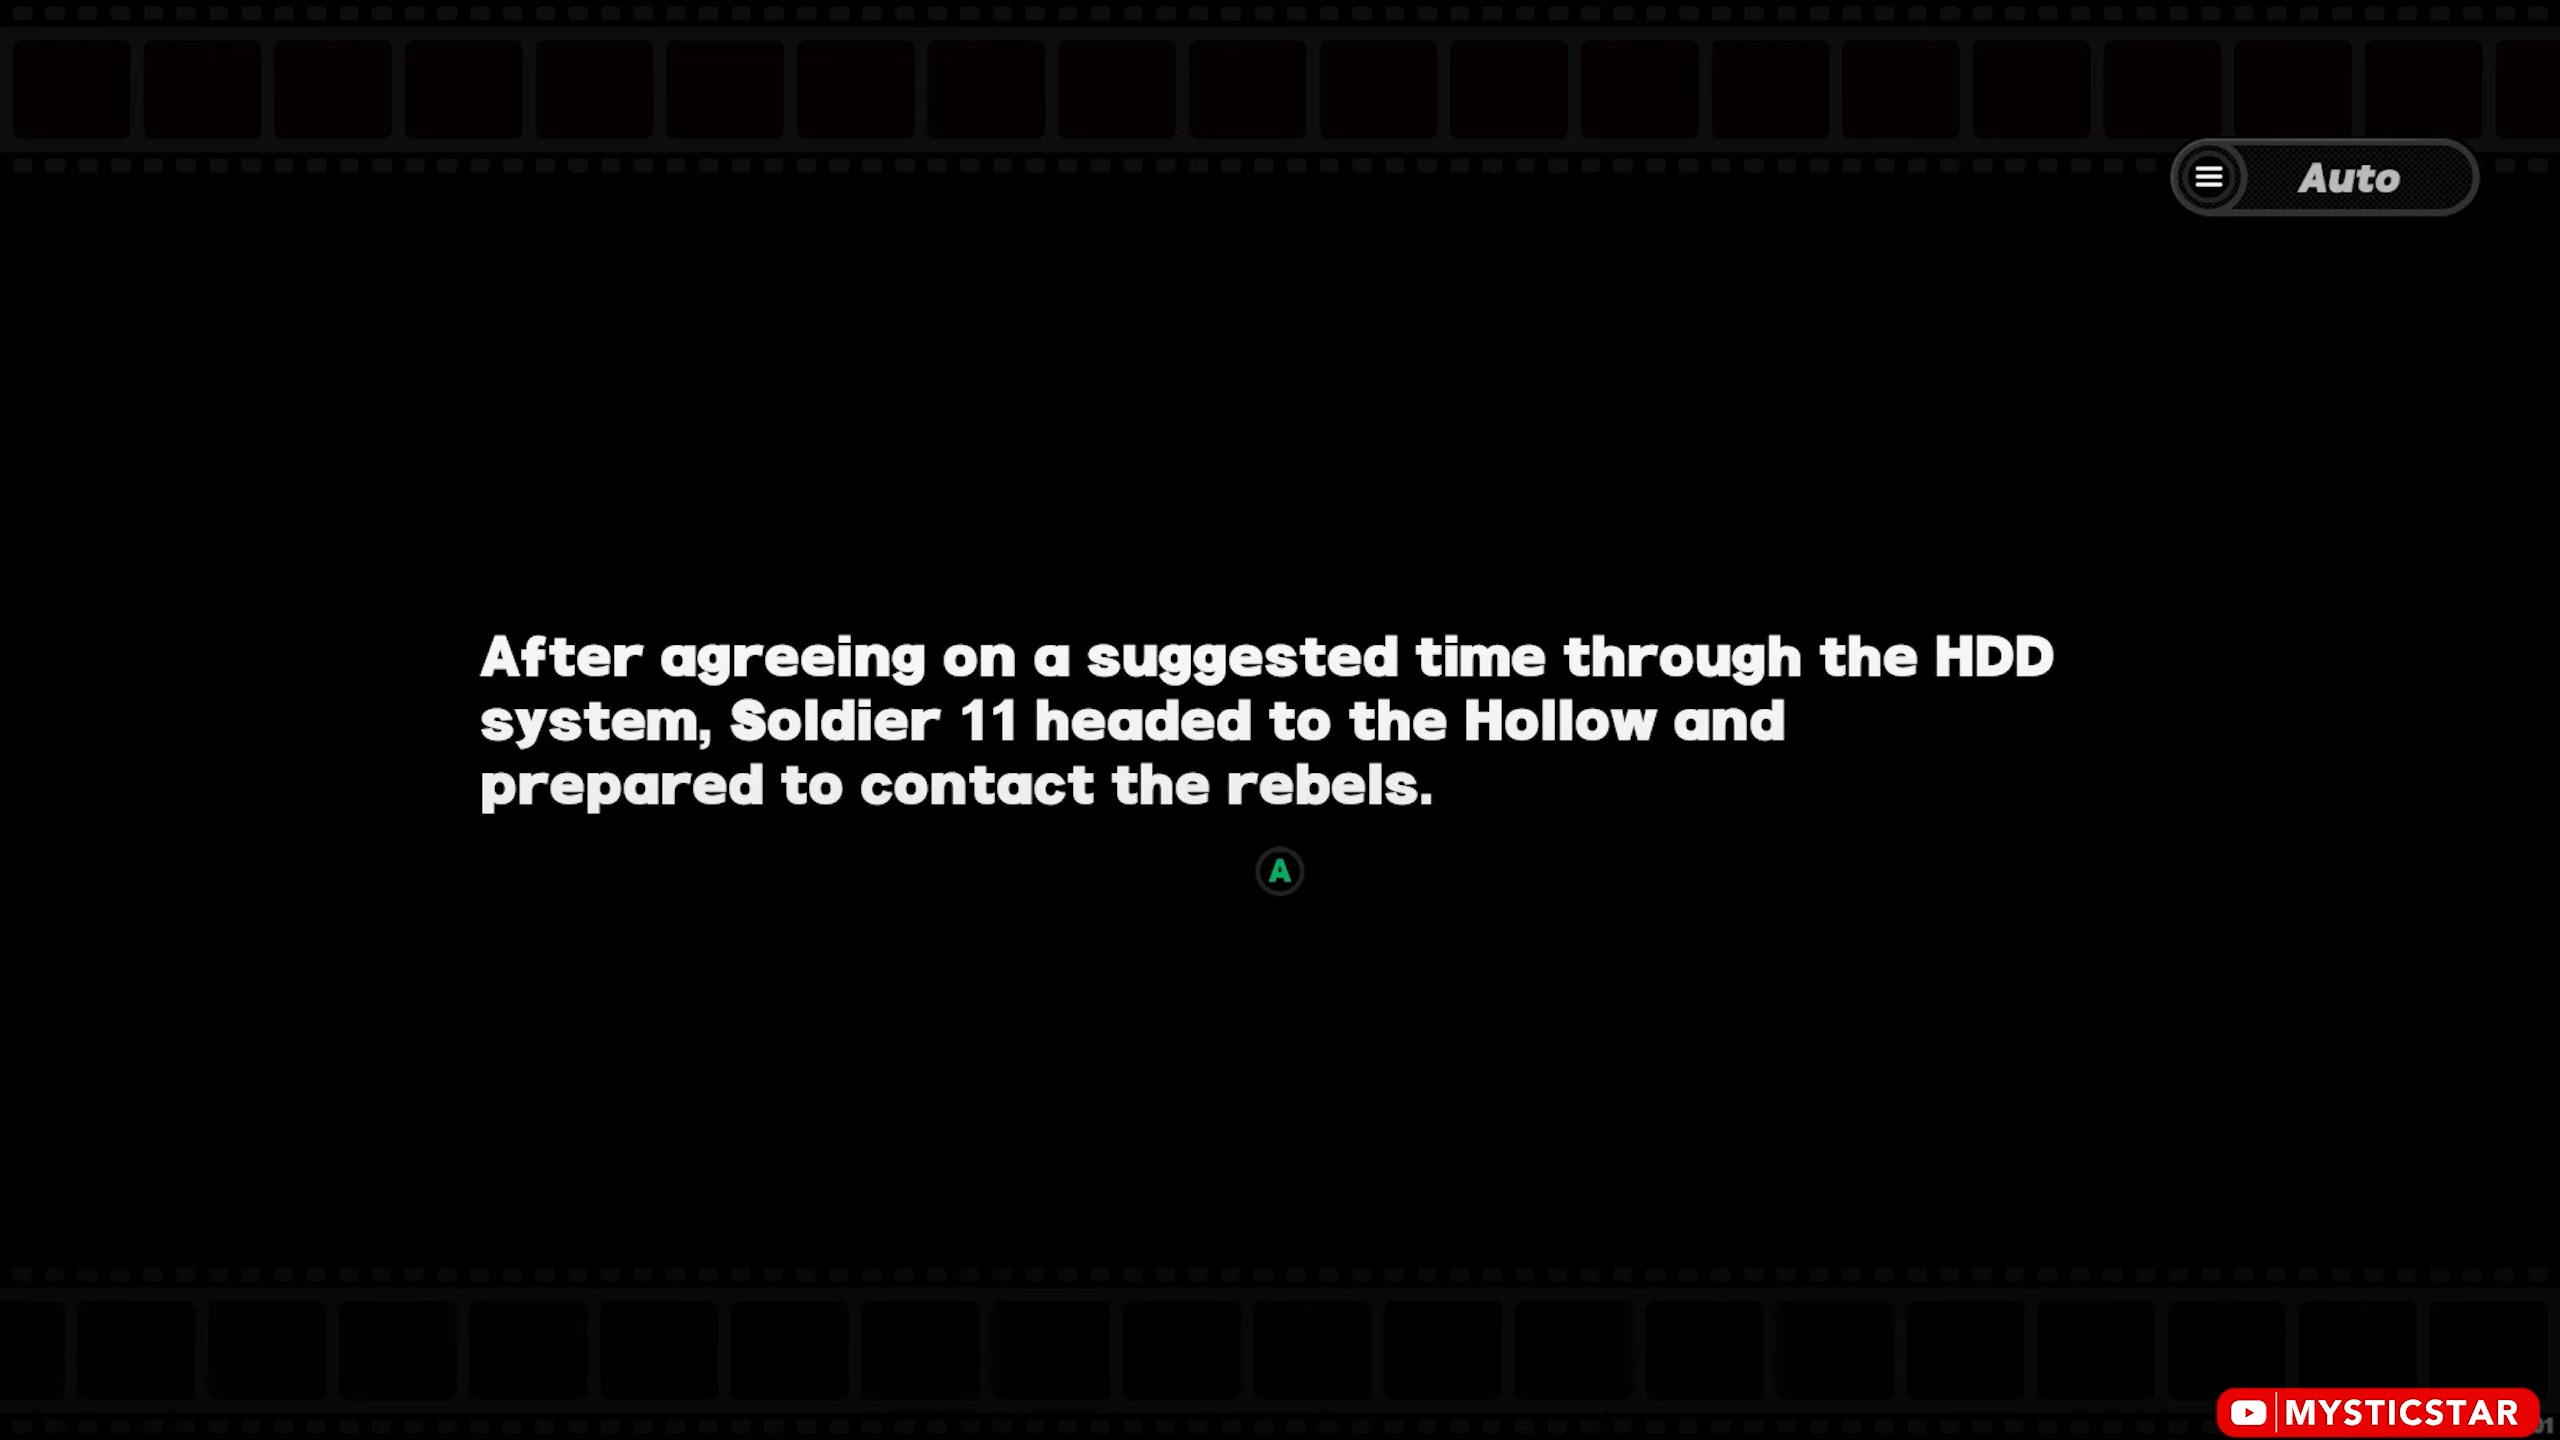 Auto
After agreeing on a suggested time through the HDD
system, Soldier 11 headed to the Hollow and
prepared to contact the rebels.
A
MYSTICSTAR